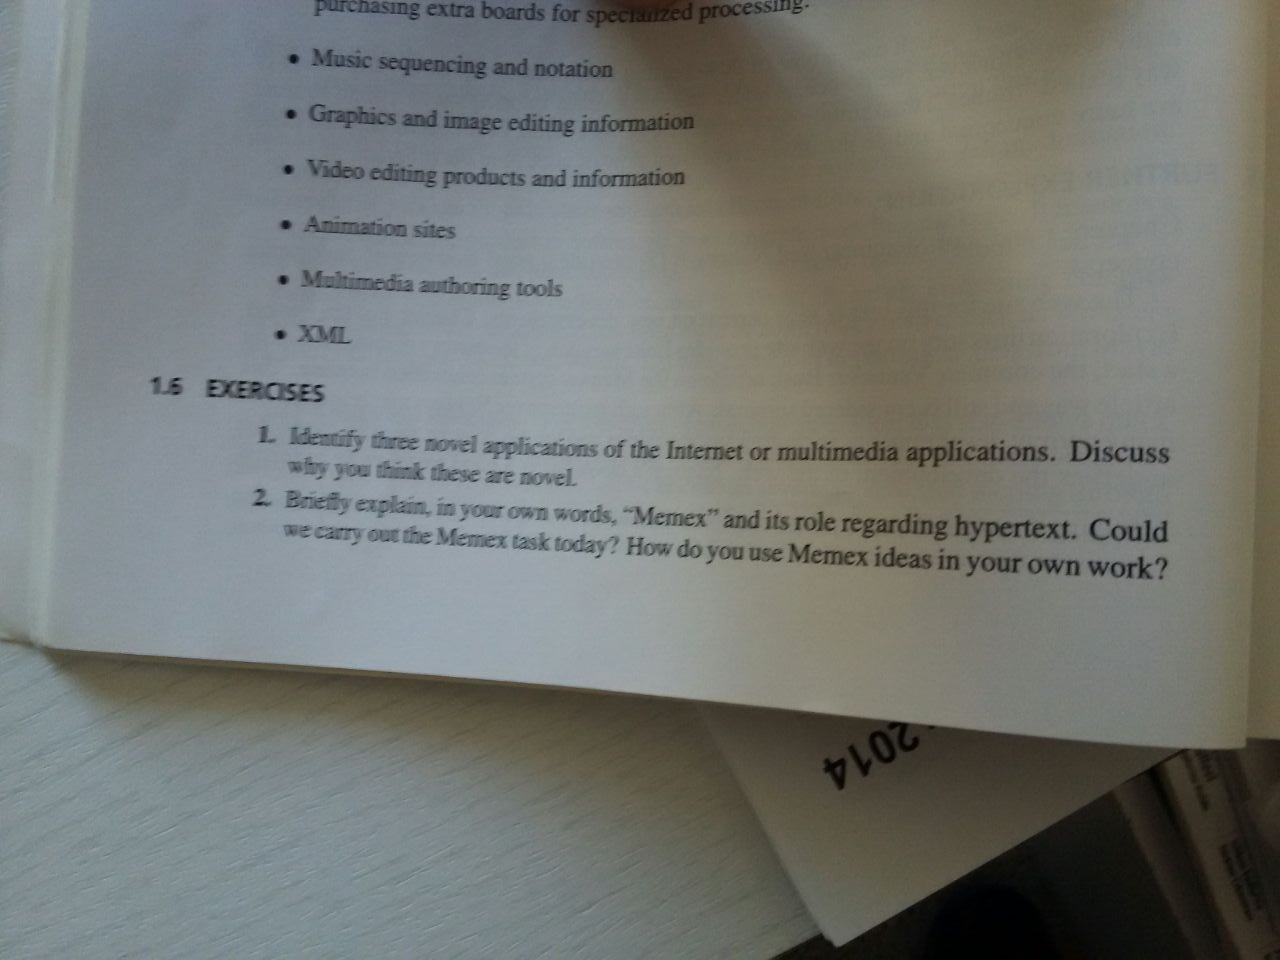 purchasing extra boards for specialized processing.
• Music sequencing and notation
• Graphics and image editing information
• Video editing products and information
• Animation sites
• Multimedia authoring tools
• XML
1.6 EXERCISES
1. Identify three novel applications of the Internet or multimedia applications. Discuss
why you think these are novel.
2. Briefly explain, in your own words, “Memex” and its role regarding hypertext. Could
we carry out the Memex task today? How do you use Memex ideas in your own work?
2014